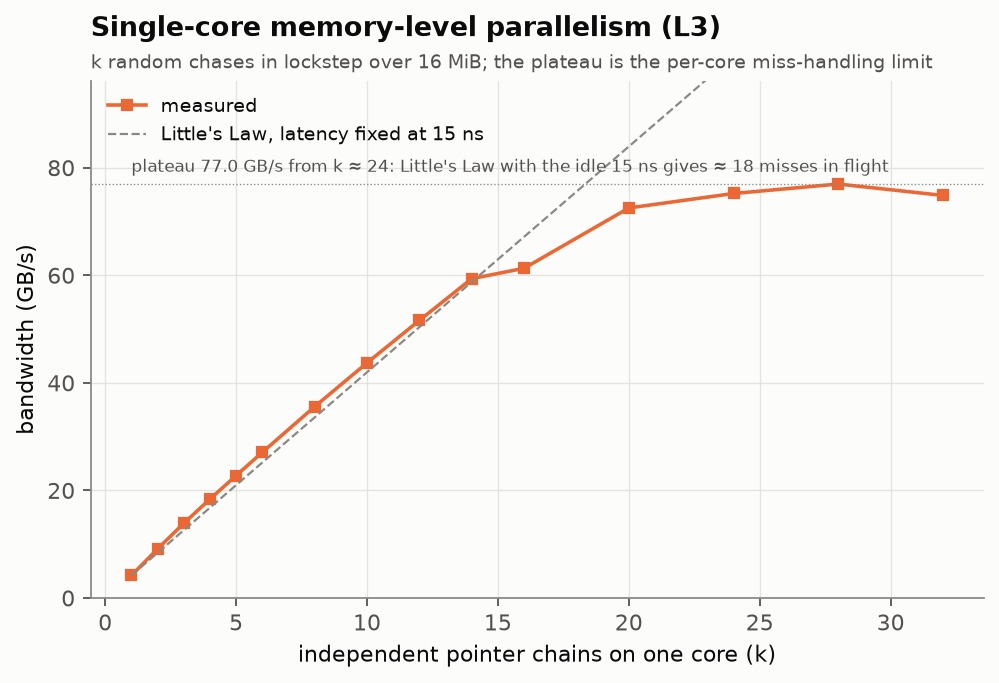 Single-core memory-level parallelism (L3)
k random chases in lockstep over 16 MiB; the plateau is the per-core miss-handling limit
measured
Little's Law, latency fixed at 15 ns
plateau 77.0 GB/s from k ≈ 24: Little's Law with the idle 15 ns gives ≈ 18 misses in flight
bandwidth (GB/s)
80
60
40
20
0
0 5 10 15 20 25 30
independent pointer chains on one core (k)